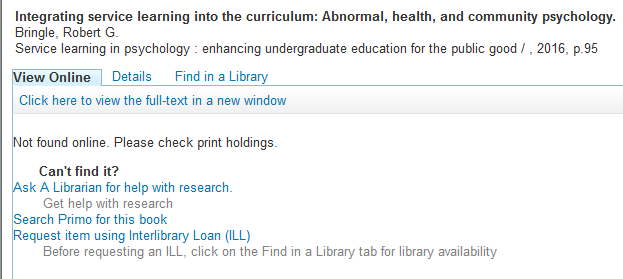 Integrating service learning into the curriculum: Abnormal, health, and community psychology.
Bringle, Robert G.
Service learning in psychology : enhancing undergraduate education for the public good / , 2016, p.95
View Online Details Find in a Library
Click here to view the full-text in a new window
Not found online. Please check print holdings.
Can't find it?
Ask A Librarian for help with research.
Get help with research
Search Primo for this book
Request item using Interlibrary Loan (ILL)
Before requesting an ILL, click on the Find in a Library tab for library availability